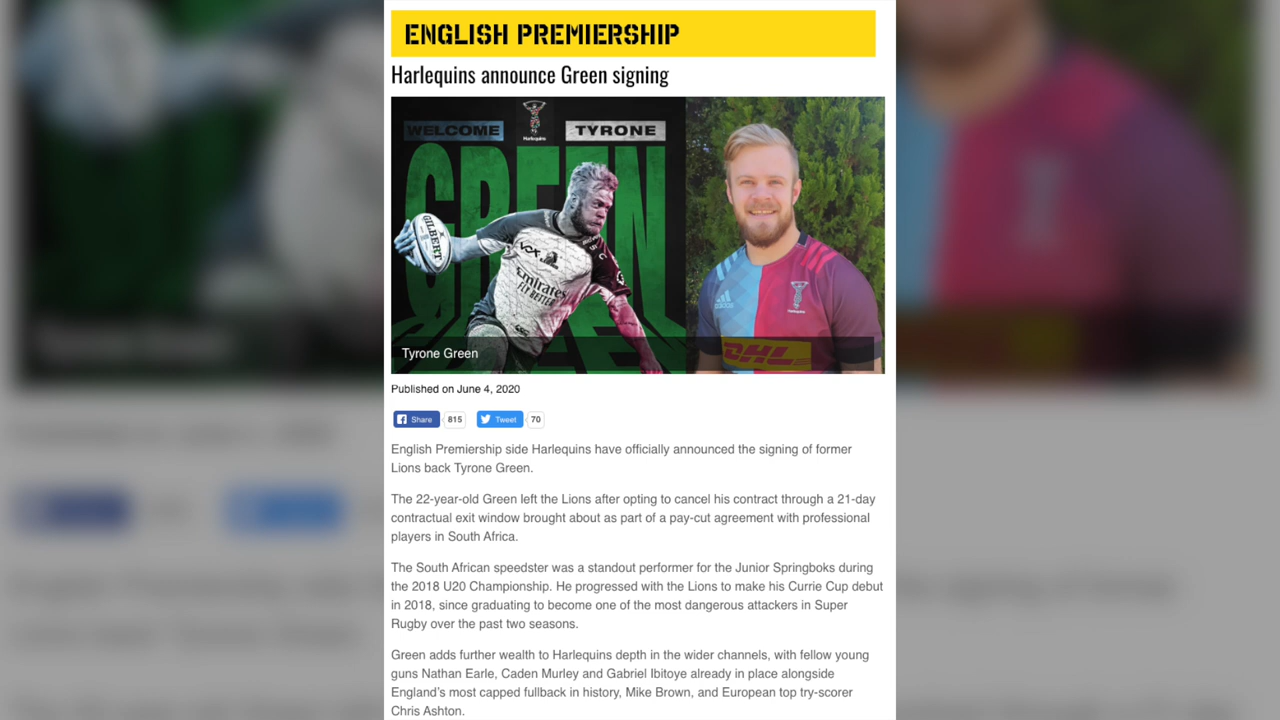 ENGLISH PREMIERSHIP
Harlequins announce Green signing
WELCOME
Harlequins
TYRONE
GREEN
GILBERT
VOX
Emirates
FLY BETTER
adidas
Harlequins
DHL
Tyrone Green
Published on June 4, 2020
Share 815 Tweet 70
English Premiership side Harlequins have officially announced the signing of former
Lions back Tyrone Green.
The 22-year-old Green left the Lions after opting to cancel his contract through a 21-day
contractual exit window brought about as part of a pay-cut agreement with professional
players in South Africa.
The South African speedster was a standout performer for the Junior Springboks during
the 2018 U20 Championship. He progressed with the Lions to make his Currie Cup debut
in 2018, since graduating to become one of the most dangerous attackers in Super
Rugby over the past two seasons.
Green adds further wealth to Harlequins depth in the wider channels, with fellow young
guns Nathan Earle, Caden Murley and Gabriel Ibitoye already in place alongside
England's most capped fullback in history, Mike Brown, and European top try-scorer
Chris Ashton.